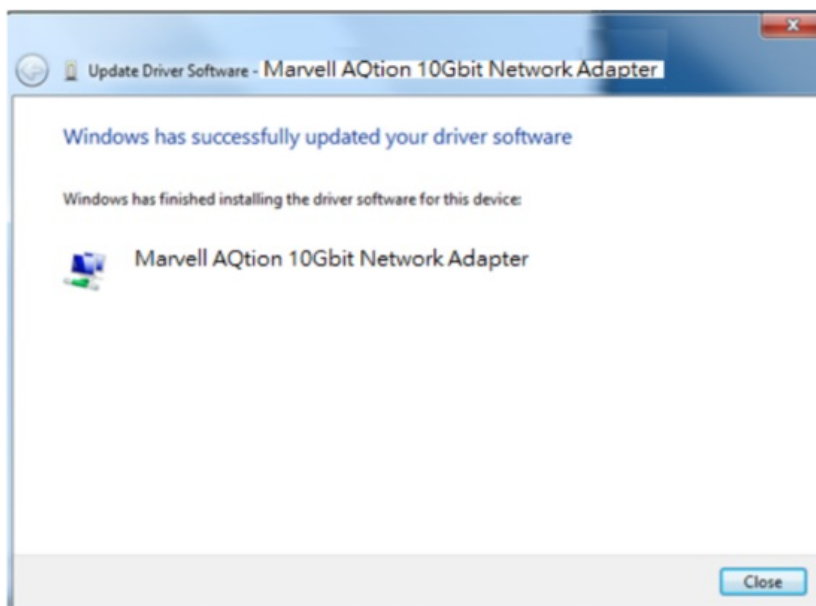 Update Driver Software - Marvell AQtion 10Gbit Network Adapter
Windows has successfully updated your driver software
Windows has finished installing the driver software for this device:
Marvell AQtion 10Gbit Network Adapter
Close